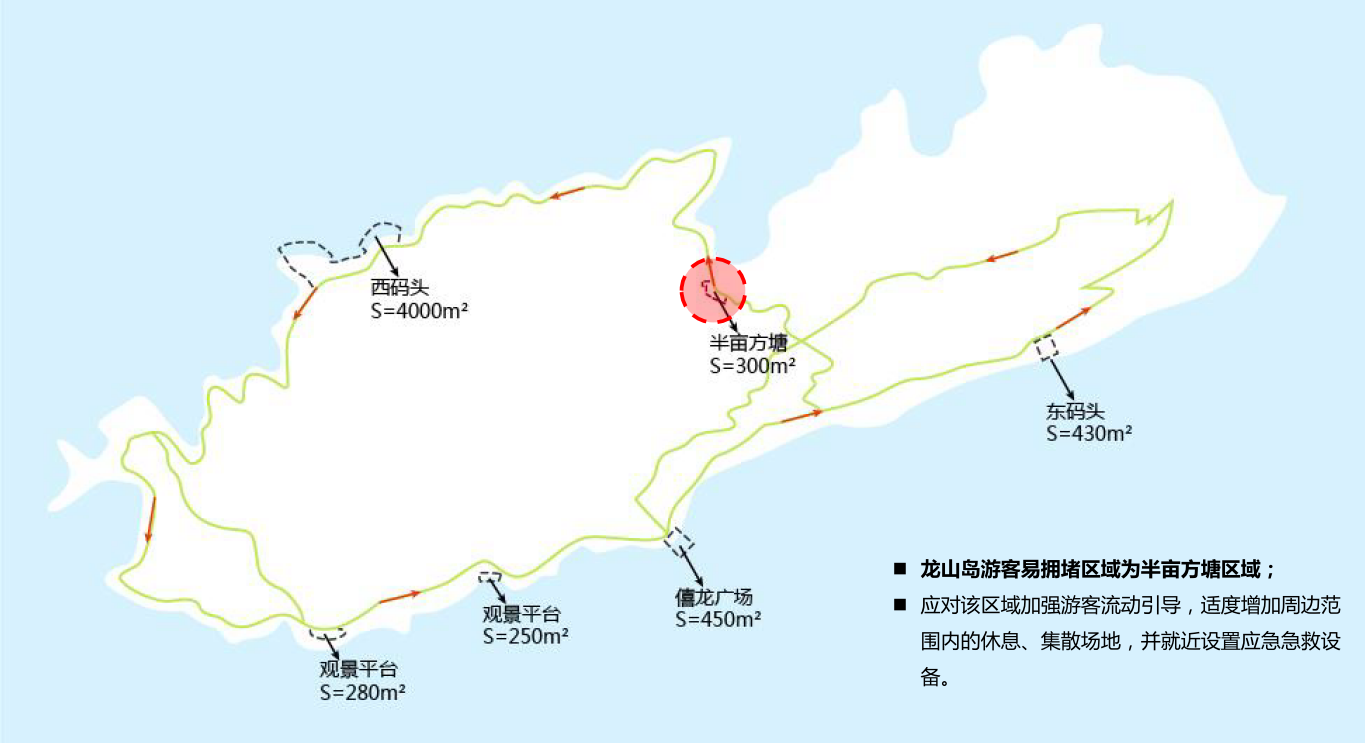 西码头
S=4000m²
半亩方塘
S=300m²
东码头
S=430m²
僖龙广场
S=450m²
观景平台
S=250m²
观景平台
S=280m²
■ 龙山岛游客易拥堵区域为半亩方塘区域；
■ 应对该区域加强游客流动引导，适度增加周边范
围内的休息、集散场地，并就近设置应急急救设
备。